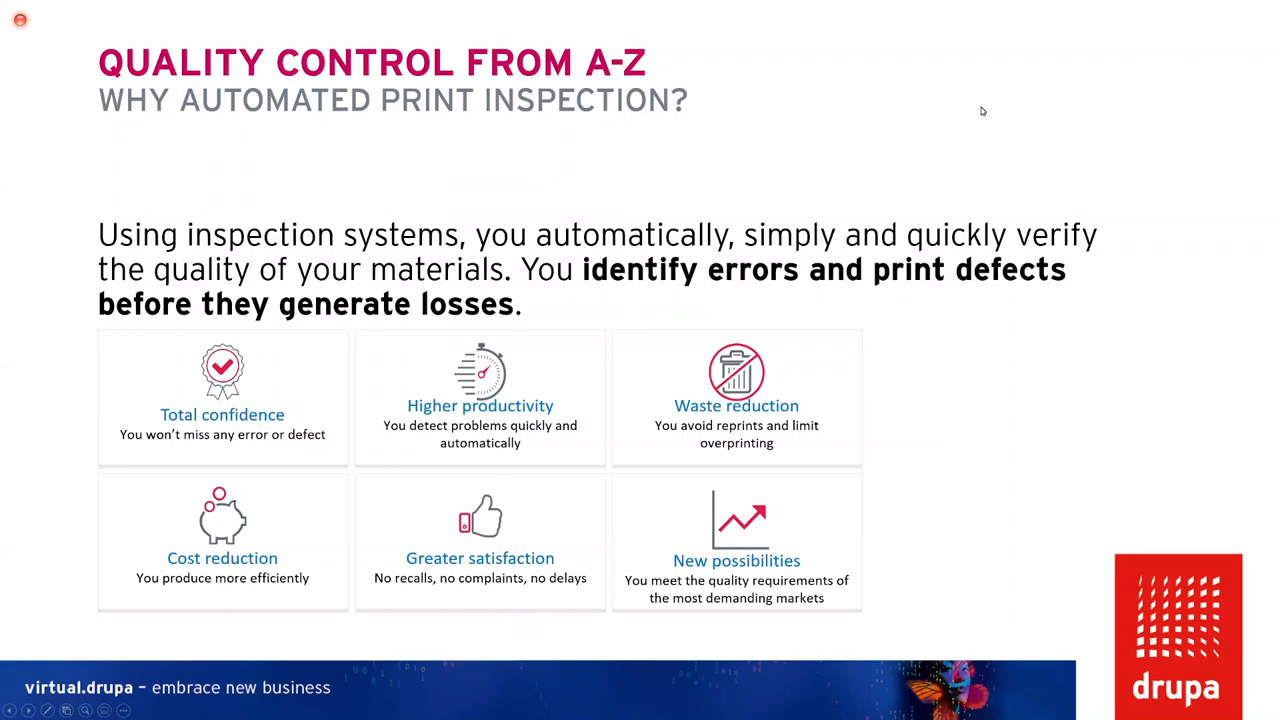 QUALITY CONTROL FROM A-Z
WHY AUTOMATED PRINT INSPECTION?
Using inspection systems, you automatically, simply and quickly verify
the quality of your materials. You identify errors and print defects
before they generate losses.
Total confidence
You won't miss any error or defect
Higher productivity
You detect problems quickly and
automatically
Waste reduction
You avoid reprints and limit
overprinting
Cost reduction
You produce more efficiently
Greater satisfaction
No recalls, no complaints, no delays
New possibilities
You meet the quality requirements of
the most demanding markets
virtual.drupa – embrace new business
drupa